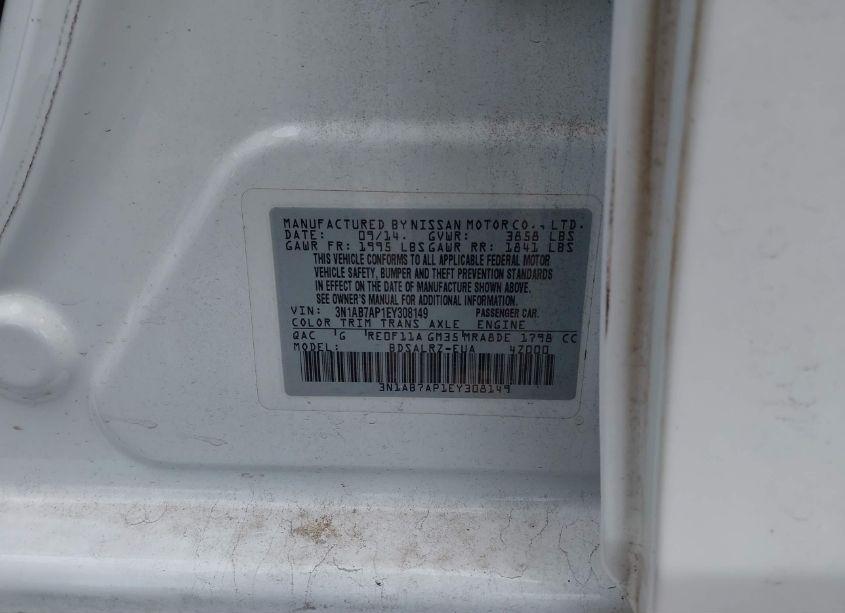 MANUFACTURED BY NISSAN MOTOR CO., LTD.
DATE: 09/14. GVWR: 3858 LBS
GAWR FR: 1995 LBS GAWR RR: 1841 LBS
THIS VEHICLE CONFORMS TO ALL APPLICABLE FEDERAL MOTOR
VEHICLE SAFETY, BUMPER AND THEFT PREVENTION STANDARDS
IN EFFECT ON THE DATE OF MANUFACTURE SHOWN ABOVE.
SEE OWNER'S MANUAL FOR ADDITIONAL INFORMATION.
VIN: 3N1AB7AP1EY308149 PASSENGER CAR.
COLOR TRIM TRANS AXLE ENGINE
QAC G RE0F11A GM35 MRA8DE 1798 CC
MODEL: BDSALRZ-EUA 4Z000
3N1AB7AP1EY308149